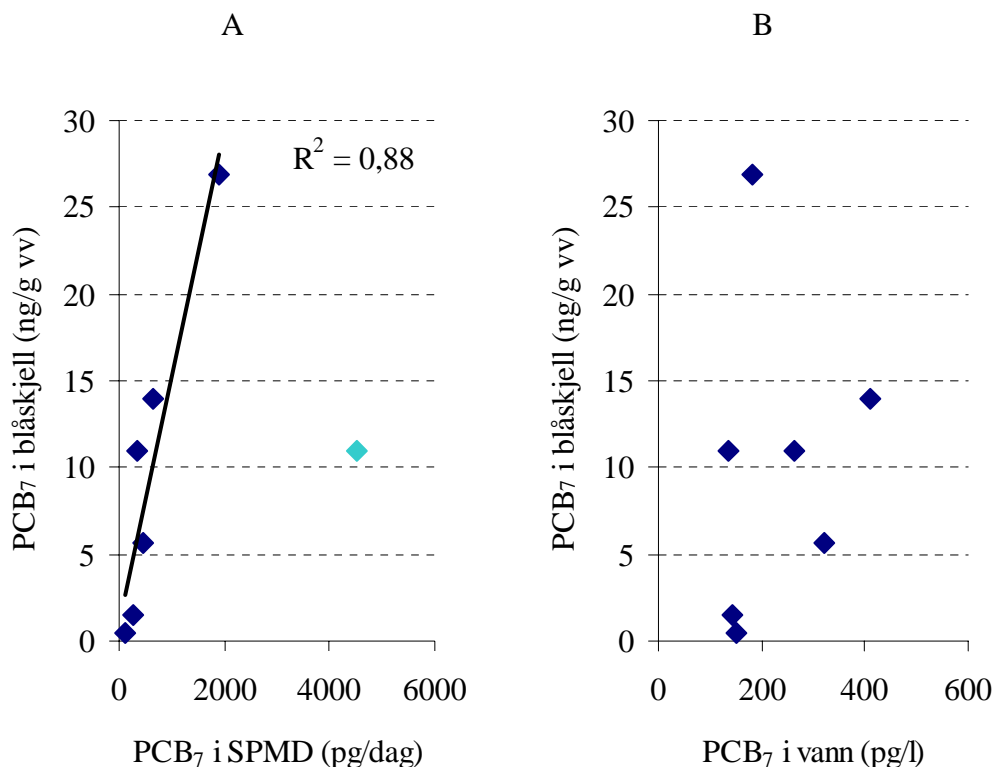 A
30
25
20
15
10
5
0
PCB₇ i blåskjell (ng/g vv)
R² = 0,88
0 2000 4000 6000
PCB₇ i SPMD (pg/dag)
B
30
25
20
15
10
5
0
PCB₇ i blåskjell (ng/g vv)
0 200 400 600
PCB₇ i vann (pg/l)